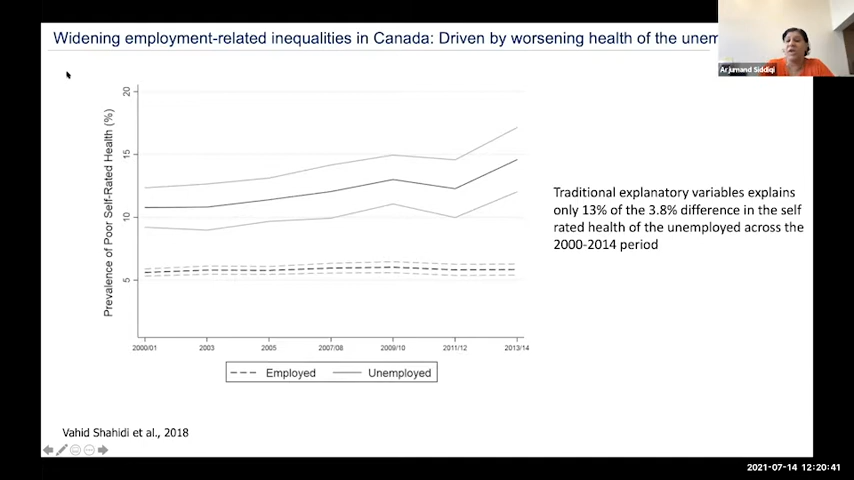 Widening employment-related inequalities in Canada: Driven by worsening health of the unem
Arjumand Siddiqi
Prevalence of Poor Self-Rated Health (%)
20
15
10
5
2000/01 2003 2005 2007/08 2009/10 2011/12 2013/14
Employed Unemployed
Traditional explanatory variables explains
only 13% of the 3.8% difference in the self
rated health of the unemployed across the
2000-2014 period
Vahid Shahidi et al., 2018
2021-07-14 12:20:41